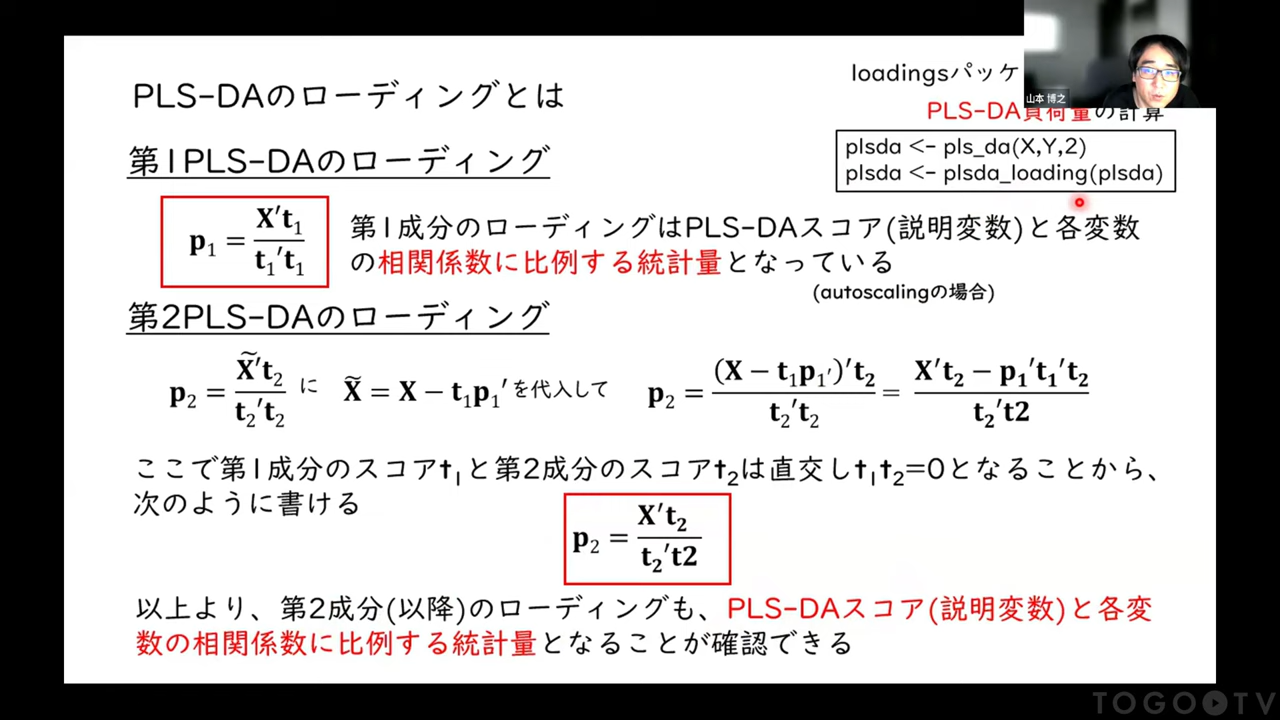 PLS-DAのローディングとは
loadingsパッケ
山本 博之
PLS-DA負荷量の計算
plsda <- pls_da(X,Y,2)
plsda <- plsda_loading(plsda)
第1PLS-DAのローディング
p₁ = X′t₁ / t₁′t₁
第1成分のローディングはPLS-DAスコア(説明変数)と各変数
の相関係数に比例する統計量となっている
(autoscalingの場合)
第2PLS-DAのローディング
p₂ = X̃′t₂ / t₂′t₂ に X̃ = X − t₁p₁′を代入して p₂ = (X − t₁p₁′)′t₂ / t₂′t₂ = X′t₂ − p₁′t₁′t₂ / t₂′t2
ここで第1成分のスコアt₁と第2成分のスコアt₂は直交しt₁t₂=0となることから、
次のように書ける
p₂ = X′t₂ / t₂′t2
以上より、第2成分(以降)のローディングも、PLS-DAスコア(説明変数)と各変
数の相関係数に比例する統計量となることが確認できる
TOGO TV